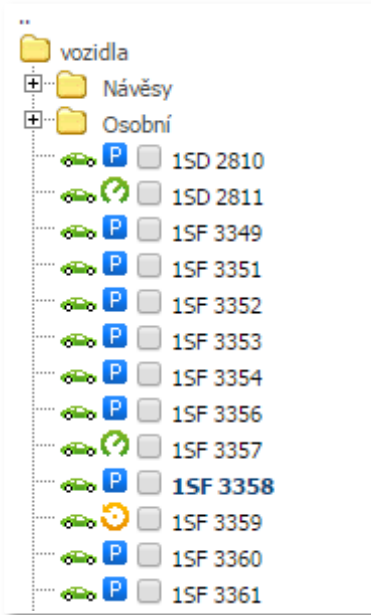 ..
vozidla
Návěsy
Osobní
P 1SD 2810
1SD 2811
P 1SF 3349
P 1SF 3351
P 1SF 3352
P 1SF 3353
P 1SF 3354
P 1SF 3356
1SF 3357
P 1SF 3358
1SF 3359
P 1SF 3360
P 1SF 3361